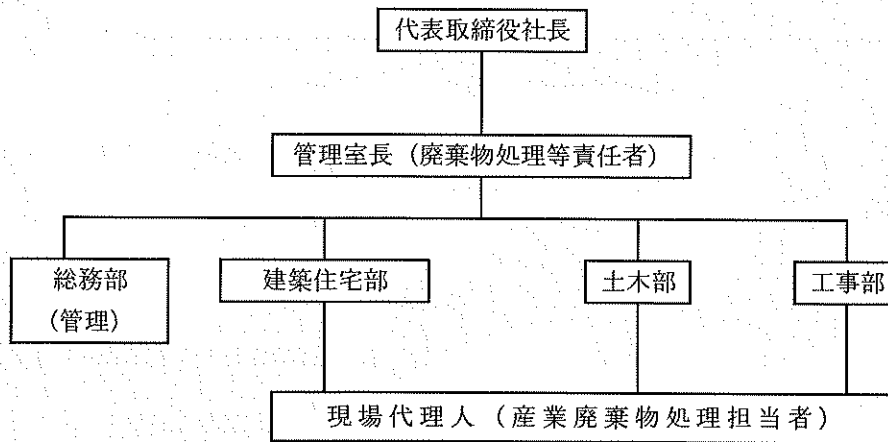 代表取締役社長
管理室長（廃棄物処理等責任者）
総務部
（管理）
建築住宅部
土木部
工事部
現場代理人（産業廃棄物処理担当者）